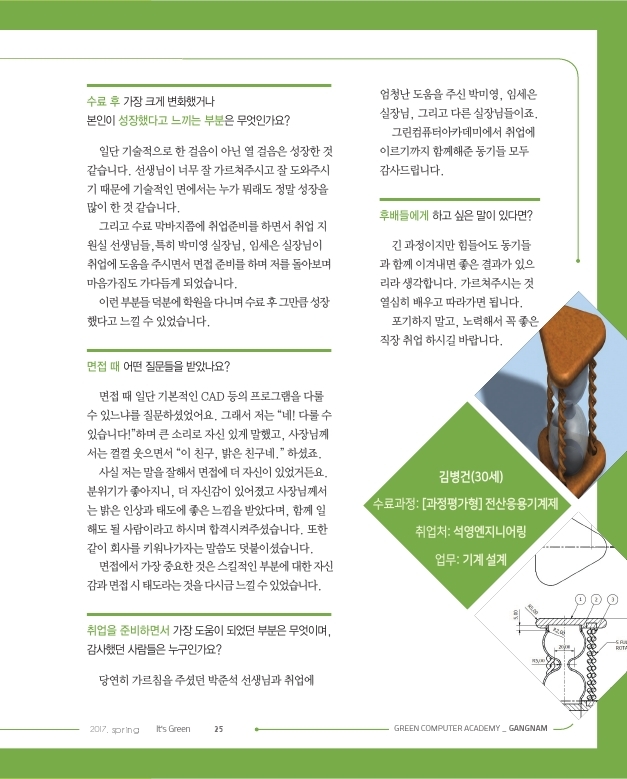 수료 후 가장 크게 변화했거나
본인이 성장했다고 느끼는 부분은 무엇인가요?
일단 기술적으로 한 걸음이 아닌 열 걸음은 성장한 것
같습니다. 선생님이 너무 잘 가르쳐주시고 잘 도와주시
기 때문에 기술적인 면에서는 누가 뭐래도 정말 성장을
많이 한 것 같습니다.
그리고 수료 막바지쯤에 취업준비를 하면서 취업 지
원실 선생님들,특히 박미영 실장님, 임세은 실장님이
취업에 도움을 주시면서 면접 준비를 하며 저를 돌아보며
마음가짐도 가다듬게 되었습니다.
이런 부분들 덕분에 학원을 다니며 수료 후 그만큼 성장
했다고 느낄 수 있었습니다.
면접 때 어떤 질문들을 받았나요?
면접 때 일단 기본적인 CAD 등의 프로그램을 다룰
수 있느냐를 질문하셨었어요. 그래서 저는 “네! 다룰 수
있습니다!”하며 큰 소리로 자신 있게 말했고, 사장님께
서는 껄껄 웃으면서 “이 친구, 밝은 친구네.” 하셨죠.
사실 저는 말을 잘해서 면접에 더 자신이 있었거든요.
분위기가 좋아지니, 더 자신감이 있어졌고 사장님께서
는 밝은 인상과 태도에 좋은 느낌을 받았다며, 함께 일
해도 될 사람이라고 하시며 합격시켜주셨습니다. 또한
같이 회사를 키워나가자는 말씀도 덧붙이셨습니다.
면접에서 가장 중요한 것은 스킬적인 부분에 대한 자신
감과 면접 시 태도라는 것을 다시금 느낄 수 있었습니다.
취업을 준비하면서 가장 도움이 되었던 부분은 무엇이며,
감사했던 사람들은 누구인가요?
당연히 가르침을 주셨던 박준석 선생님과 취업에
엄청난 도움을 주신 박미영, 임세은
실장님, 그리고 다른 실장님들이죠.
그린컴퓨터아카데미에서 취업에
이르기까지 함께해준 동기들 모두
감사드립니다.
후배들에게 하고 싶은 말이 있다면?
긴 과정이지만 힘들어도 동기들
과 함께 이겨내면 좋은 결과가 있으
리라 생각합니다. 가르쳐주시는 것
열심히 배우고 따라가면 됩니다.
포기하지 말고, 노력해서 꼭 좋은
직장 취업 하시길 바랍니다.
김병건(30세)
수료과정: [과정평가형] 전산응용기계제
취업처: 석영엔지니어링
업무: 기계 설계
1 2 3
5.00
R5.00
20.00
2017. spring It's Green 25
GREEN COMPUTER ACADEMY _ GANGNAM